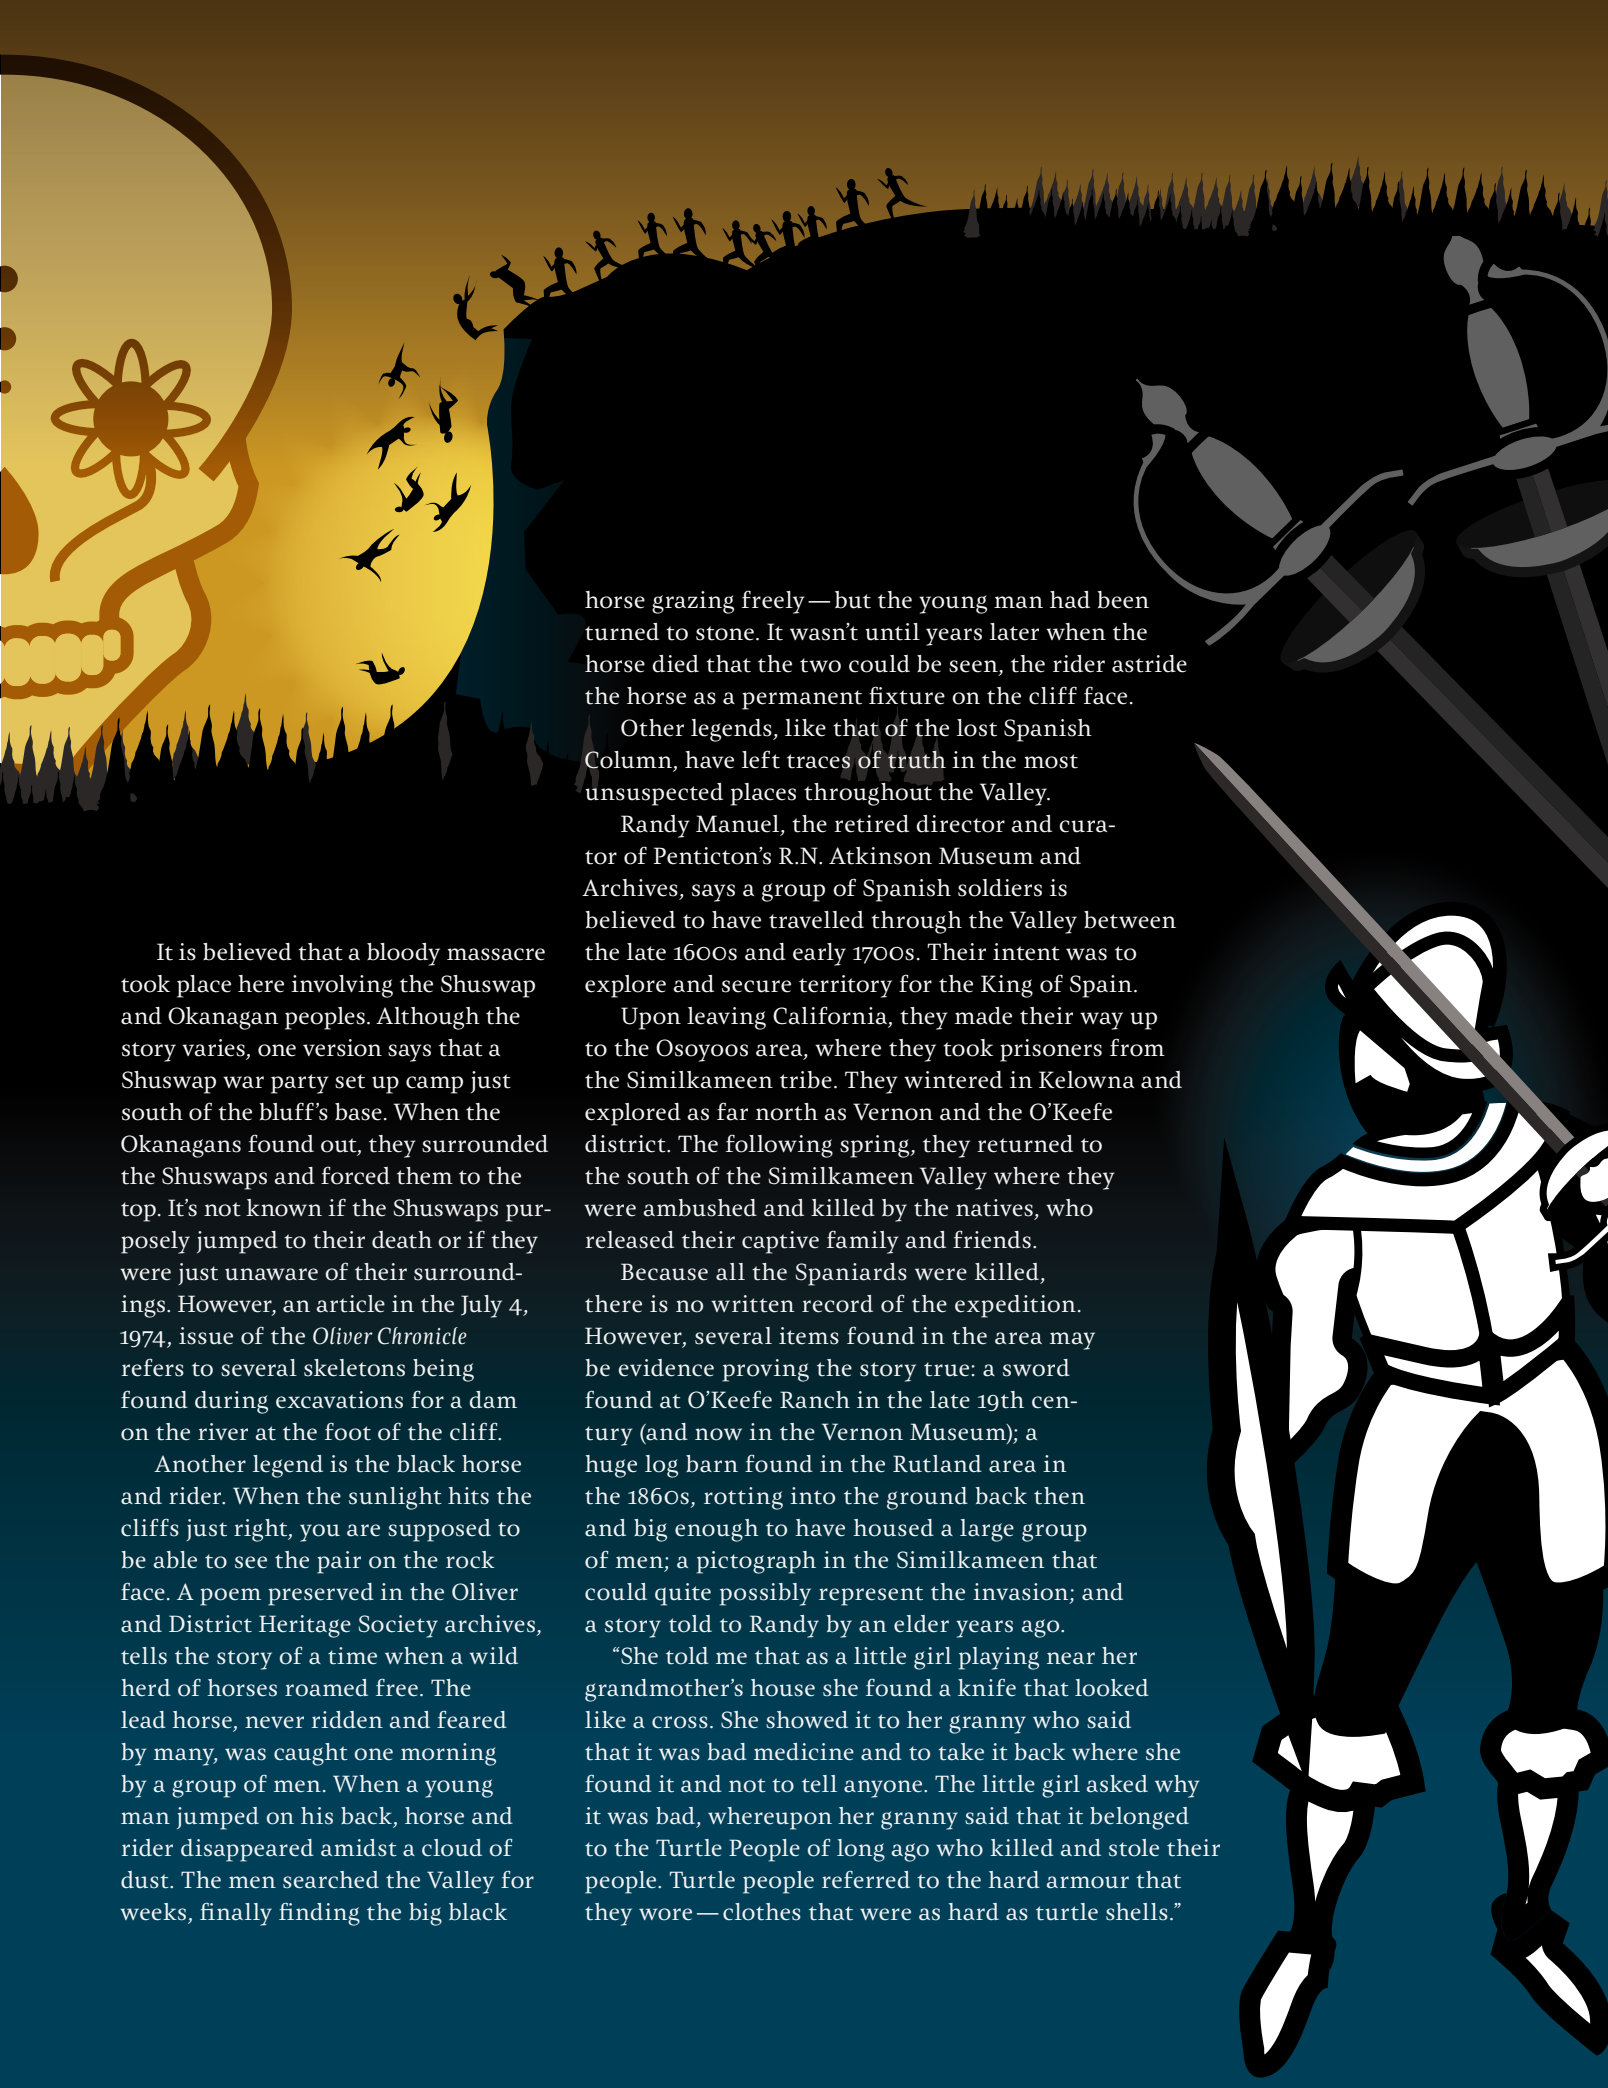 It is believed that a bloody massacre
took place here involving the Shuswap
and Okanagan peoples. Although the
story varies, one version says that a
Shuswap war party set up camp just
south of the bluff’s base. When the
Okanagans found out, they surrounded
the Shuswaps and forced them to the
top. It’s not known if the Shuswaps pur-
posely jumped to their death or if they
were just unaware of their surround-
ings. However, an article in the July 4,
1974, issue of the Oliver Chronicle
refers to several skeletons being
found during excavations for a dam
on the river at the foot of the cliff.
Another legend is the black horse
and rider. When the sunlight hits the
cliffs just right, you are supposed to
be able to see the pair on the rock
face. A poem preserved in the Oliver
and District Heritage Society archives,
tells the story of a time when a wild
herd of horses roamed free. The
lead horse, never ridden and feared
by many, was caught one morning
by a group of men. When a young
man jumped on his back, horse and
rider disappeared amidst a cloud of
dust. The men searched the Valley for
weeks, finally finding the big black
horse grazing freely — but the young man had been
turned to stone. It wasn’t until years later when the
horse died that the two could be seen, the rider astride
the horse as a permanent fixture on the cliff face.
Other legends, like that of the lost Spanish
Column, have left traces of truth in the most
unsuspected places throughout the Valley.
Randy Manuel, the retired director and cura-
tor of Penticton’s R.N. Atkinson Museum and
Archives, says a group of Spanish soldiers is
believed to have travelled through the Valley between
the late 1600s and early 1700s. Their intent was to
explore and secure territory for the King of Spain.
Upon leaving California, they made their way up
to the Osoyoos area, where they took prisoners from
the Similkameen tribe. They wintered in Kelowna and
explored as far north as Vernon and the O’Keefe
district. The following spring, they returned to
the south of the Similkameen Valley where they
were ambushed and killed by the natives, who
released their captive family and friends.
Because all the Spaniards were killed,
there is no written record of the expedition.
However, several items found in the area may
be evidence proving the story true: a sword
found at O’Keefe Ranch in the late 19th cen-
tury (and now in the Vernon Museum); a
huge log barn found in the Rutland area in
the 1860s, rotting into the ground back then
and big enough to have housed a large group
of men; a pictograph in the Similkameen that
could quite possibly represent the invasion; and
a story told to Randy by an elder years ago.
“She told me that as a little girl playing near her
grandmother’s house she found a knife that looked
like a cross. She showed it to her granny who said
that it was bad medicine and to take it back where she
found it and not to tell anyone. The little girl asked why
it was bad, whereupon her granny said that it belonged
to the Turtle People of long ago who killed and stole their
people. Turtle people referred to the hard armour that
they wore — clothes that were as hard as turtle shells.”